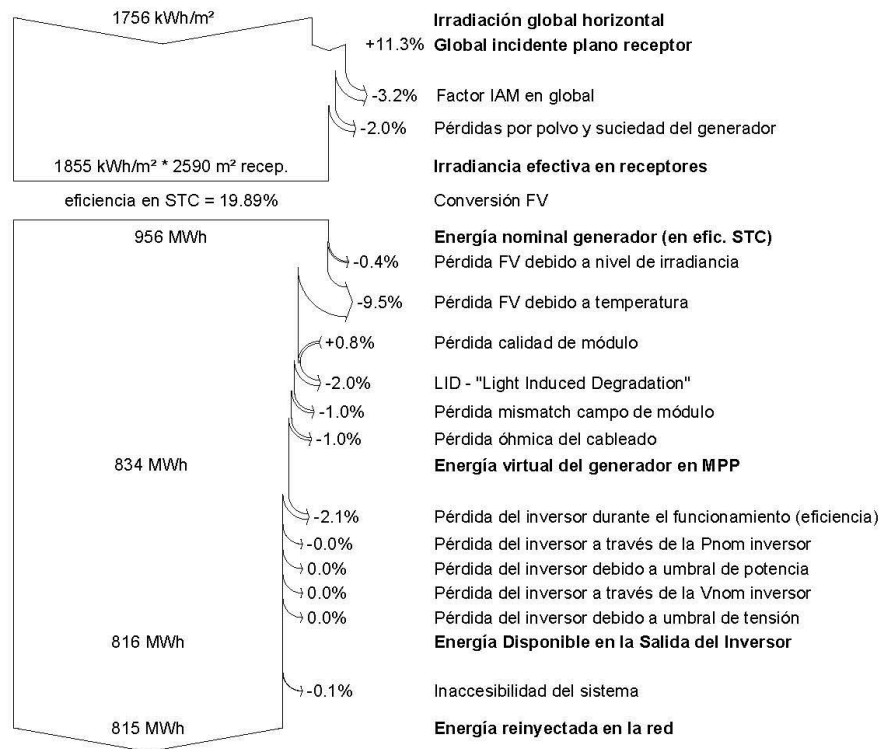 1756 kWh/m² Irradiación global horizontal
+11.3% Global incidente plano receptor
-3.2% Factor IAM en global
-2.0% Pérdidas por polvo y suciedad del generador
1855 kWh/m² * 2590 m² recep. Irradiancia efectiva en receptores
eficiencia en STC = 19.89% Conversión FV
956 MWh Energía nominal generador (en efic. STC)
-0.4% Pérdida FV debido a nivel de irradiancia
-9.5% Pérdida FV debido a temperatura
+0.8% Pérdida calidad de módulo
-2.0% LID - "Light Induced Degradation"
-1.0% Pérdida mismatch campo de módulo
-1.0% Pérdida óhmica del cableado
834 MWh Energía virtual del generador en MPP
-2.1% Pérdida del inversor durante el funcionamiento (eficiencia)
-0.0% Pérdida del inversor a través de la Pnom inversor
0.0% Pérdida del inversor debido a umbral de potencia
0.0% Pérdida del inversor a través de la Vnom inversor
0.0% Pérdida del inversor debido a umbral de tensión
816 MWh Energía Disponible en la Salida del Inversor
-0.1% Inaccesibilidad del sistema
815 MWh Energía reinyectada en la red